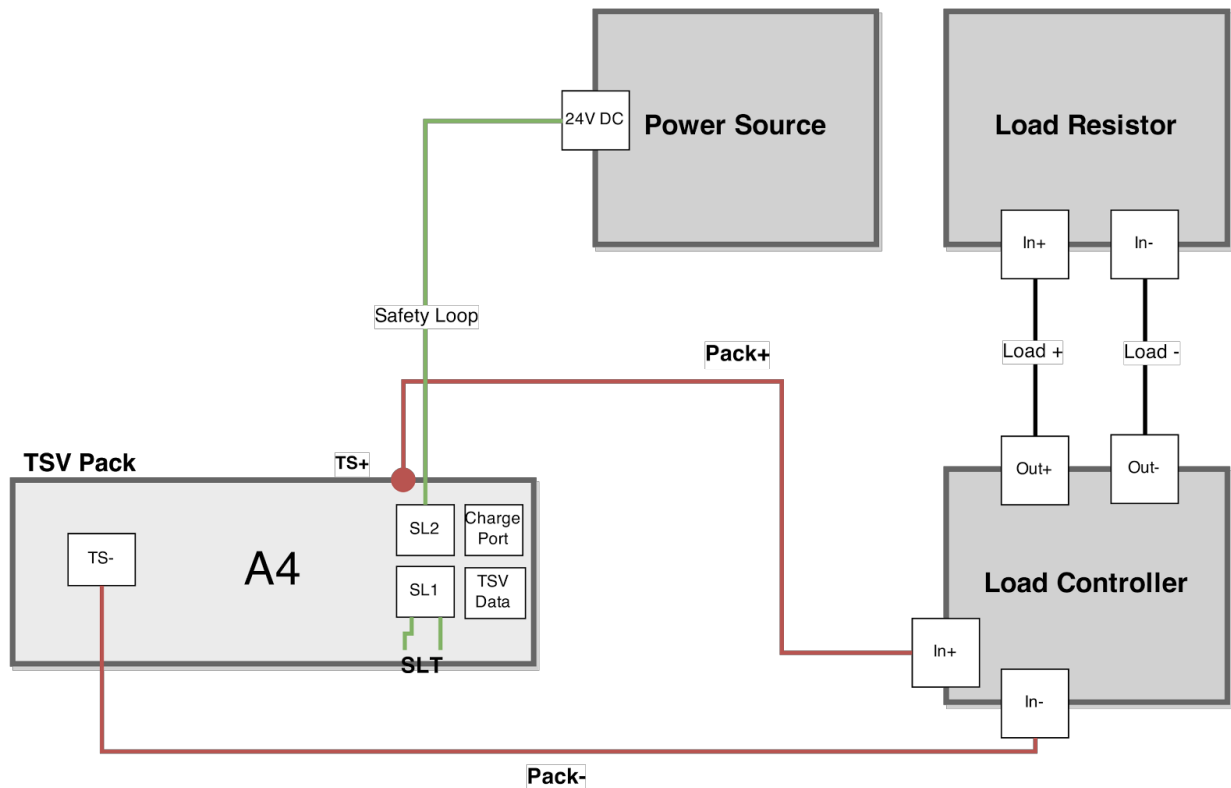 24V DC
Power Source
Load Resistor
In+
In-
Safety Loop
Load +
Load -
Pack+
TSV Pack
TS+
Out+
Out-
SL2
Charge
Port
TS-
A4
SL1
TSV
Data
Load Controller
SLT
In+
In-
Pack-